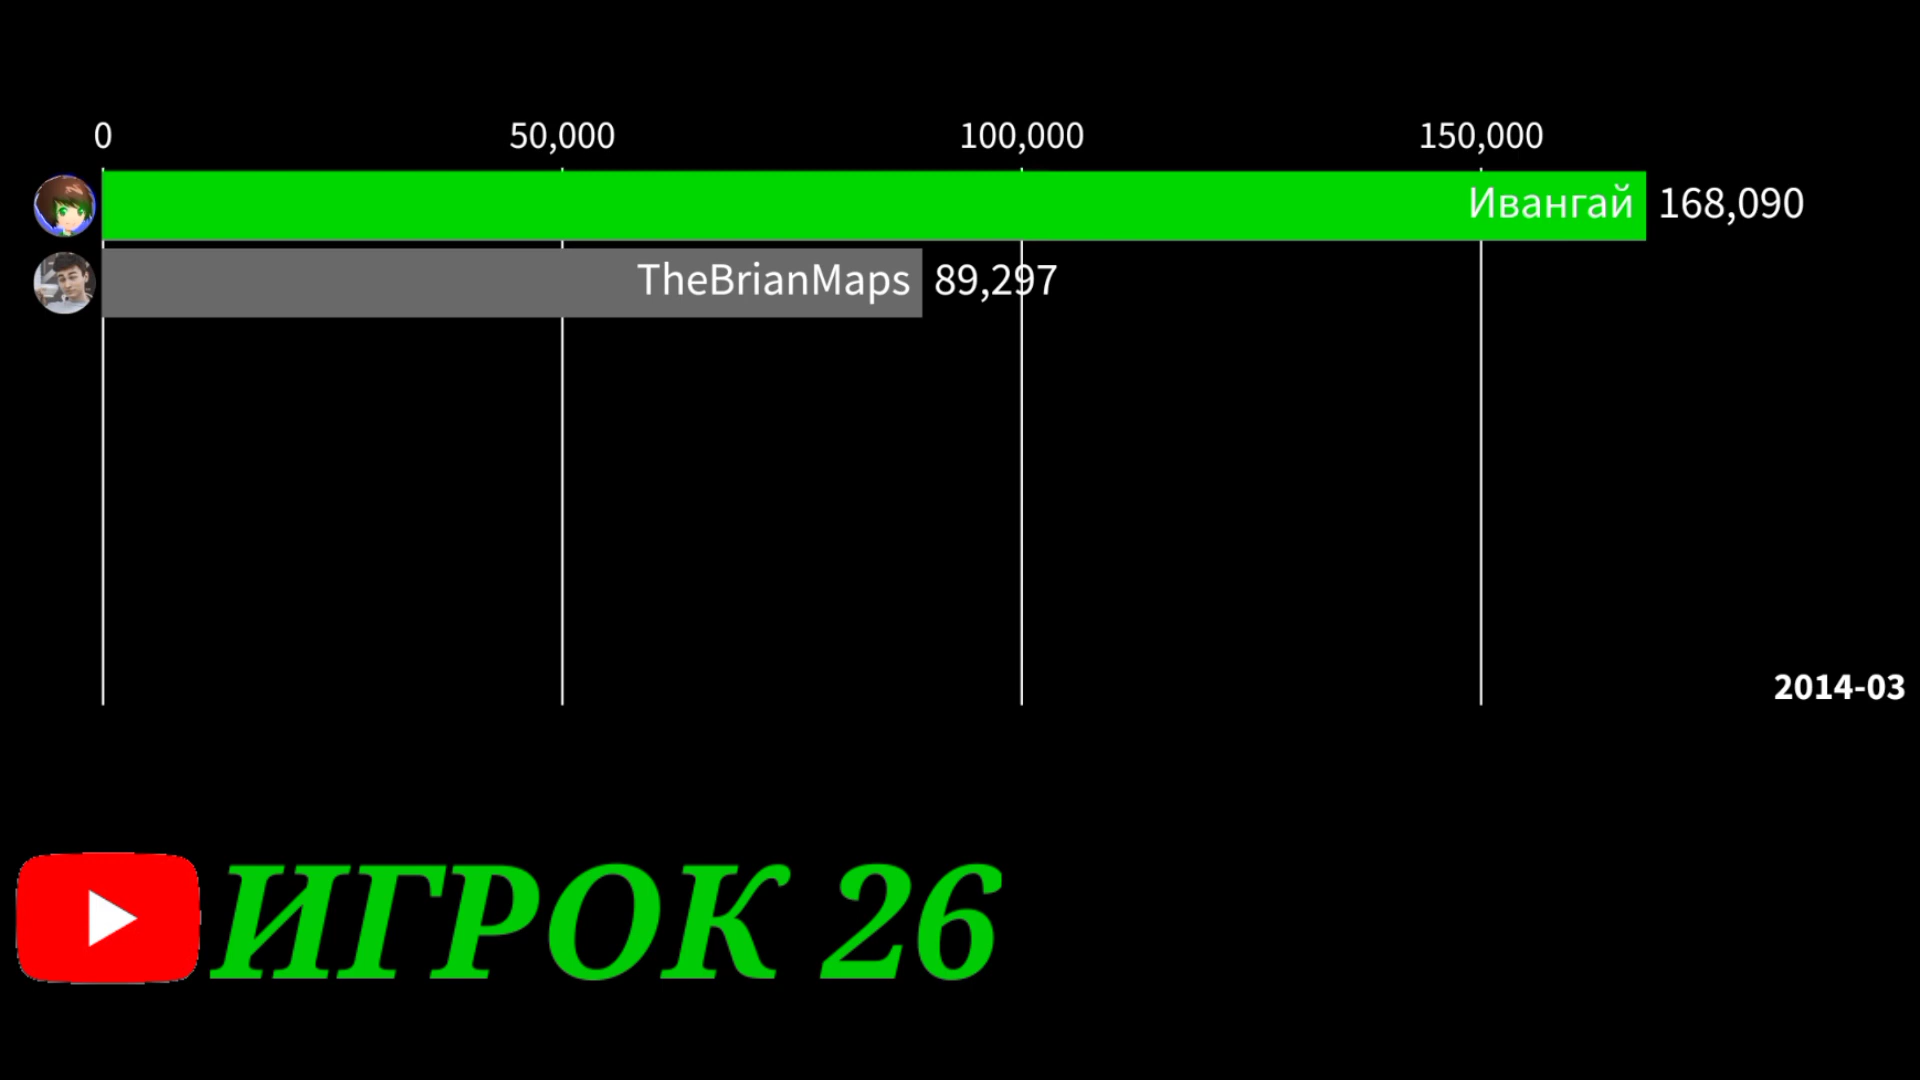 0 50,000 100,000 150,000
Ивангай 168,090
TheBrianMaps 89,297
2014-03
ИГРОК 26